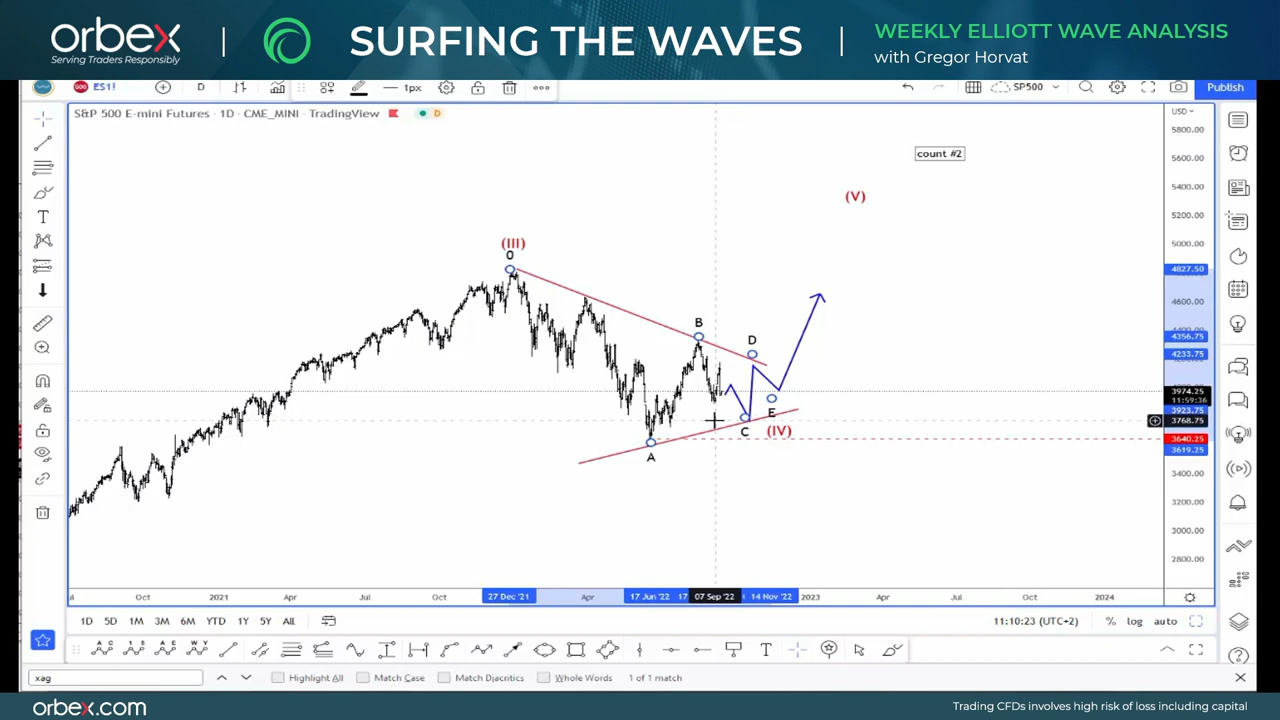 orbex
Serving Traders Responsibly
SURFING THE WAVES
WEEKLY ELLIOTT WAVE ANALYSIS
with Gregor Horvat
ES1!
D
1px
SP500
Publish
S&P 500 E-mini Futures · 1D · CME_MINI · TradingView
D
USD
count #2
5800.00
5600.00
5400.00
5200.00
5000.00
4827.50
4600.00
4356.75
4233.75
3974.25
11:59:36
3923.75
3768.75
3640.25
3619.25
3400.00
3200.00
3000.00
2800.00
(V)
(III)
0
B
D
E
C
(IV)
A
Oct
2021
Apr
Jul
Oct
27 Dec '21
Apr
17 Jun '22
17
07 Sep '22
14 Nov '22
2023
Apr
Jul
Oct
2024
1D
5D
1M
3M
6M
YTD
1Y
5Y
All
11:10:23 (UTC+2)
%
log
auto
xag
Highlight All
Match Case
Match Diacritics
Whole Words
1 of 1 match
orbex.com
Trading CFDs involves high risk of loss including capital